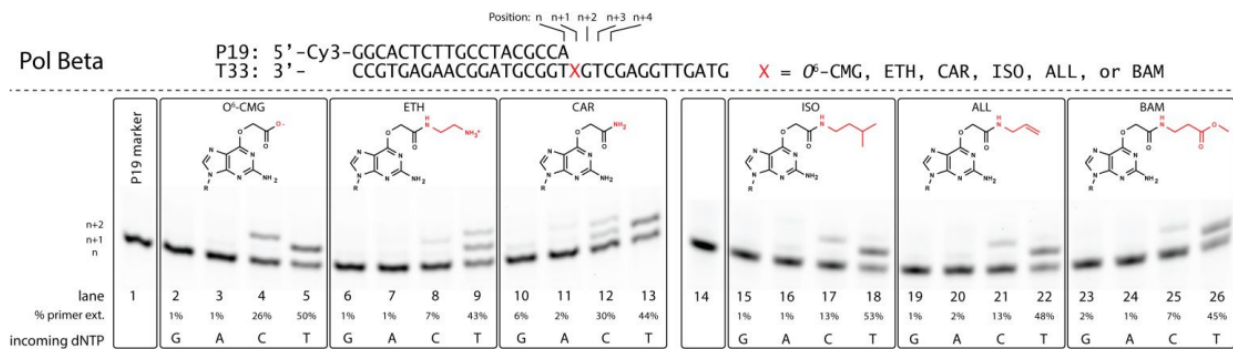 Position: n n+1 n+2 n+3 n+4
Pol Beta
P19: 5’-Cy3-GGCACTCTTGCCTACGCCA
T33: 3’- CCGTGAGAACGGATGCGGTXGTCGAGGTTGATG X = O⁶-CMG, ETH, CAR, ISO, ALL, or BAM
P19 marker
O⁶-CMG ETH CAR ISO ALL BAM
n+2
n+1
n
lane 1 2 3 4 5 6 7 8 9 10 11 12 13 14 15 16 17 18 19 20 21 22 23 24 25 26
% primer ext. 1% 1% 26% 50% 1% 1% 7% 43% 6% 2% 30% 44% 1% 1% 13% 53% 1% 2% 13% 48% 2% 1% 7% 45%
incoming dNTP G A C T G A C T G A C T G A C T G A C T G A C T